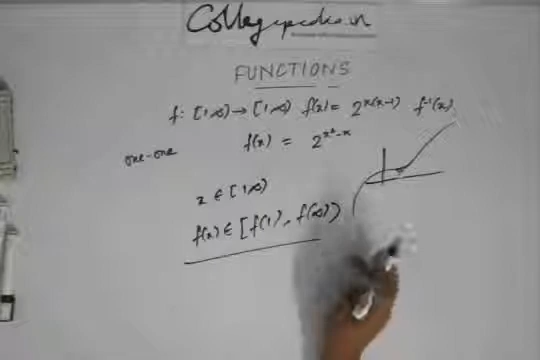 Collegepedia.in
FUNCTIONS
f: [1,∞) → [1,∞) f(x) = 2^{x(x-1)} f^{-1}(x)
one-one f(x) = 2^{x²-x}
x ∈ [1,∞)
f(x) ∈ [f(1), f(∞))